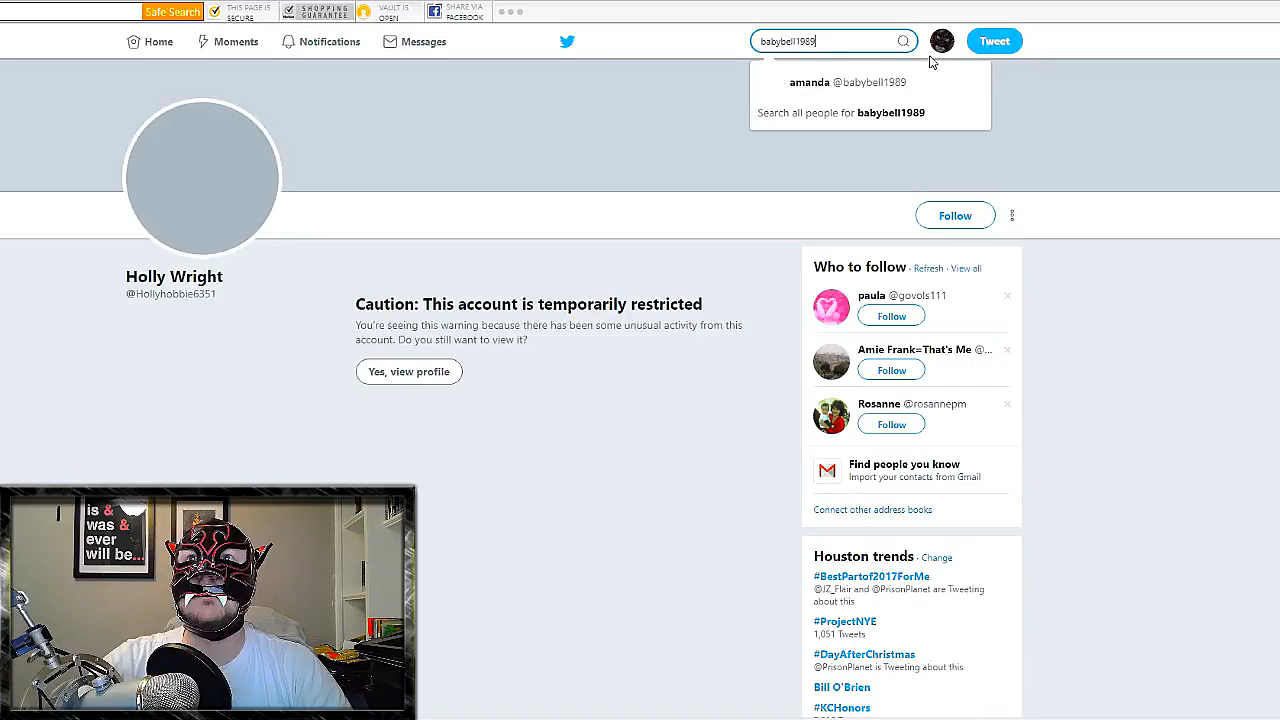 Safe Search
THIS PAGE IS
SECURE
SHOPPING
GUARANTEE
VAULT IS
OPEN
SHARE VIA
FACEBOOK
Home
Moments
Notifications
Messages
babybell1989
Tweet
amanda @babybell1989
Search all people for babybell1989
Follow
Holly Wright
@Hollyhobbie6351
Caution: This account is temporarily restricted
You're seeing this warning because there has been some unusual activity from this
account. Do you still want to view it?
Yes, view profile
Who to follow · Refresh · View all
paula @govols111
Follow
Amie Frank=That's Me @...
Follow
Rosanne @rosannepm
Follow
Find people you know
Import your contacts from Gmail
Connect other address books
Houston trends · Change
#BestPartof2017ForMe
@JZ_Flair and @PrisonPlanet are Tweeting
about this
#ProjectNYE
1,051 Tweets
#DayAfterChristmas
@PrisonPlanet is Tweeting about this
Bill O'Brien
#KCHonors
is &
was &
ever
will be...